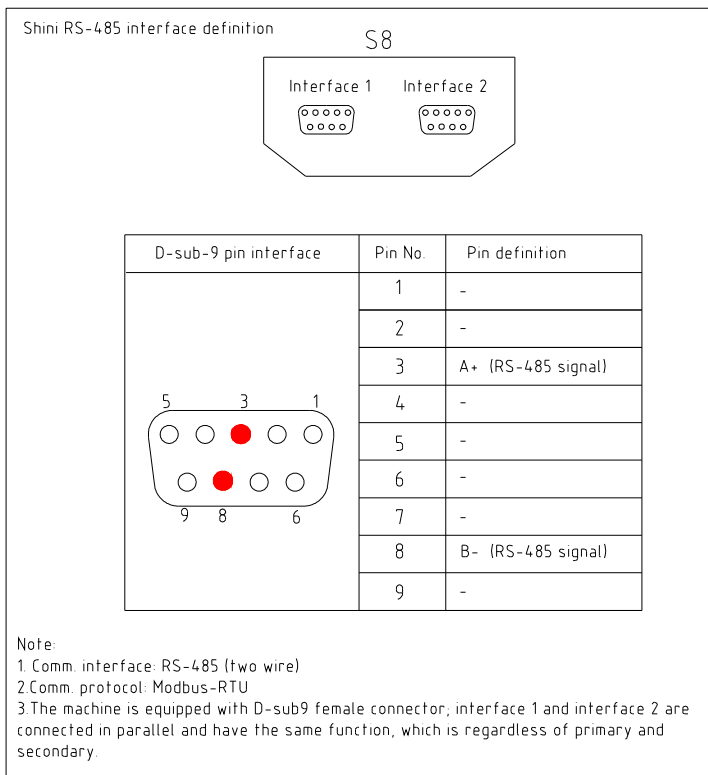 Shini RS-485 interface definition
S8
Interface 1 Interface 2
D-sub-9 pin interface Pin No. Pin definition
1 -
2 -
3 A+ (RS-485 signal)
4 -
5 -
6 -
7 -
8 B- (RS-485 signal)
9 -
5 3 1
9 8 6
Note:
1. Comm. interface: RS-485 (two wire)
2.Comm. protocol: Modbus-RTU
3.The machine is equipped with D-sub9 female connector; interface 1 and interface 2 are
connected in parallel and have the same function, which is regardless of primary and
secondary.